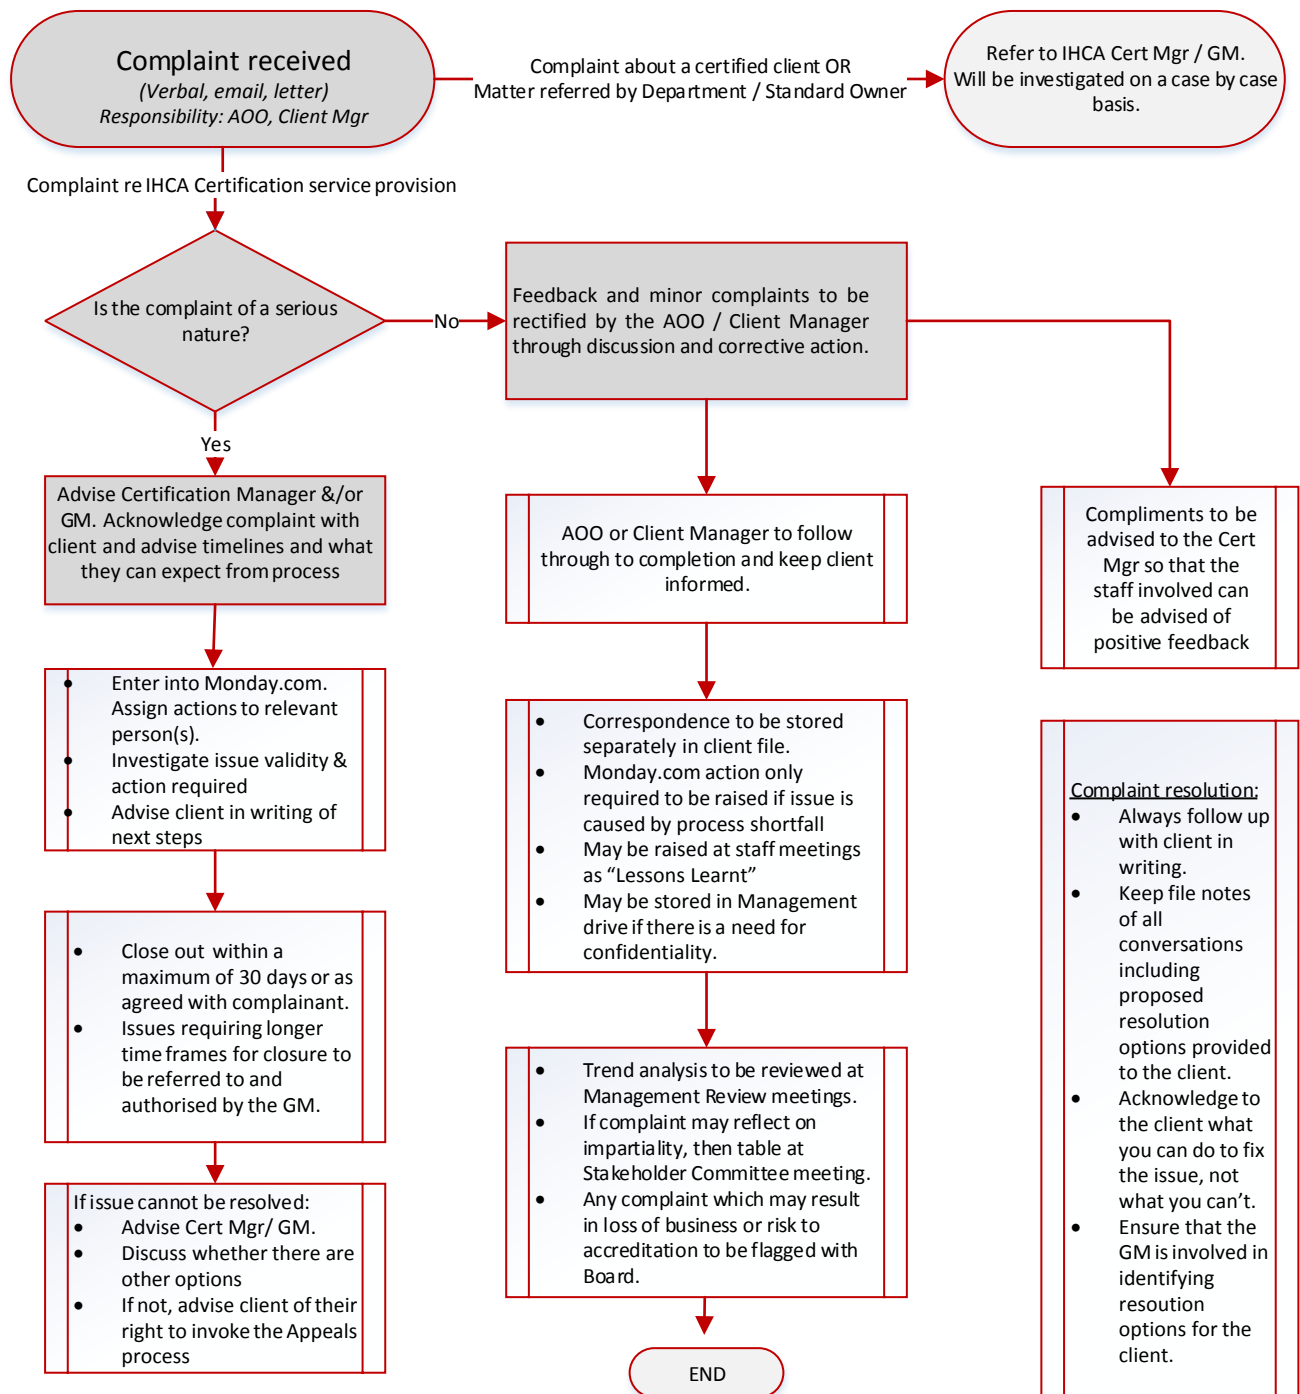 Complaint received
(Verbal, email, letter)
Responsibility: AOO, Client Mgr
Complaint about a certified client OR
Matter referred by Department / Standard Owner
Refer to IHCA Cert Mgr / GM.
Will be investigated on a case by case
basis.
Complaint re IHCA Certification service provision
Is the complaint of a serious
nature?
No
Feedback and minor complaints to be
rectified by the AOO / Client Manager
through discussion and corrective action.
Yes
Advise Certification Manager &/or
GM. Acknowledge complaint with
client and advise timelines and what
they can expect from process
AOO or Client Manager to follow
through to completion and keep client
informed.
Compliments to be
advised to the Cert
Mgr so that the
staff involved can
be advised of
positive feedback
• Enter into Monday.com.
Assign actions to relevant
person(s).
• Investigate issue validity &
action required
• Advise client in writing of
next steps
• Correspondence to be stored
separately in client file.
• Monday.com action only
required to be raised if issue is
caused by process shortfall
• May be raised at staff meetings
as “Lessons Learnt”
• May be stored in Management
drive if there is a need for
confidentiality.
• Close out within a
maximum of 30 days or as
agreed with complainant.
• Issues requiring longer
time frames for closure to
be referred to and
authorised by the GM.
• Trend analysis to be reviewed at
Management Review meetings.
• If complaint may reflect on
impartiality, then table at
Stakeholder Committee meeting.
• Any complaint which may result
in loss of business or risk to
accreditation to be flagged with
Board.
If issue cannot be resolved:
• Advise Cert Mgr/ GM.
• Discuss whether there are
other options
• If not, advise client of their
right to invoke the Appeals
process
END
Complaint resolution:
• Always follow up
with client in
writing.
• Keep file notes
of all
conversations
including
proposed
resolution
options provided
to the client.
• Acknowledge to
the client what
you can do to fix
the issue, not
what you can’t.
• Ensure that the
GM is involved in
identifying
resoution
options for the
client.